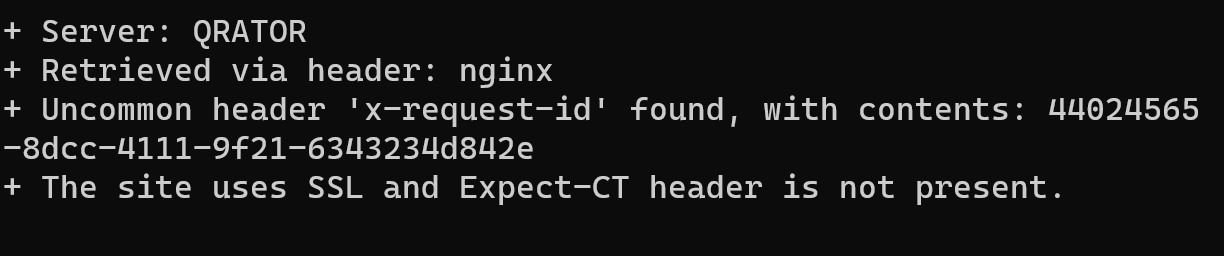 + Server: QRATOR
+ Retrieved via header: nginx
+ Uncommon header 'x-request-id' found, with contents: 44024565
-8dcc-4111-9f21-6343234d842e
+ The site uses SSL and Expect-CT header is not present.